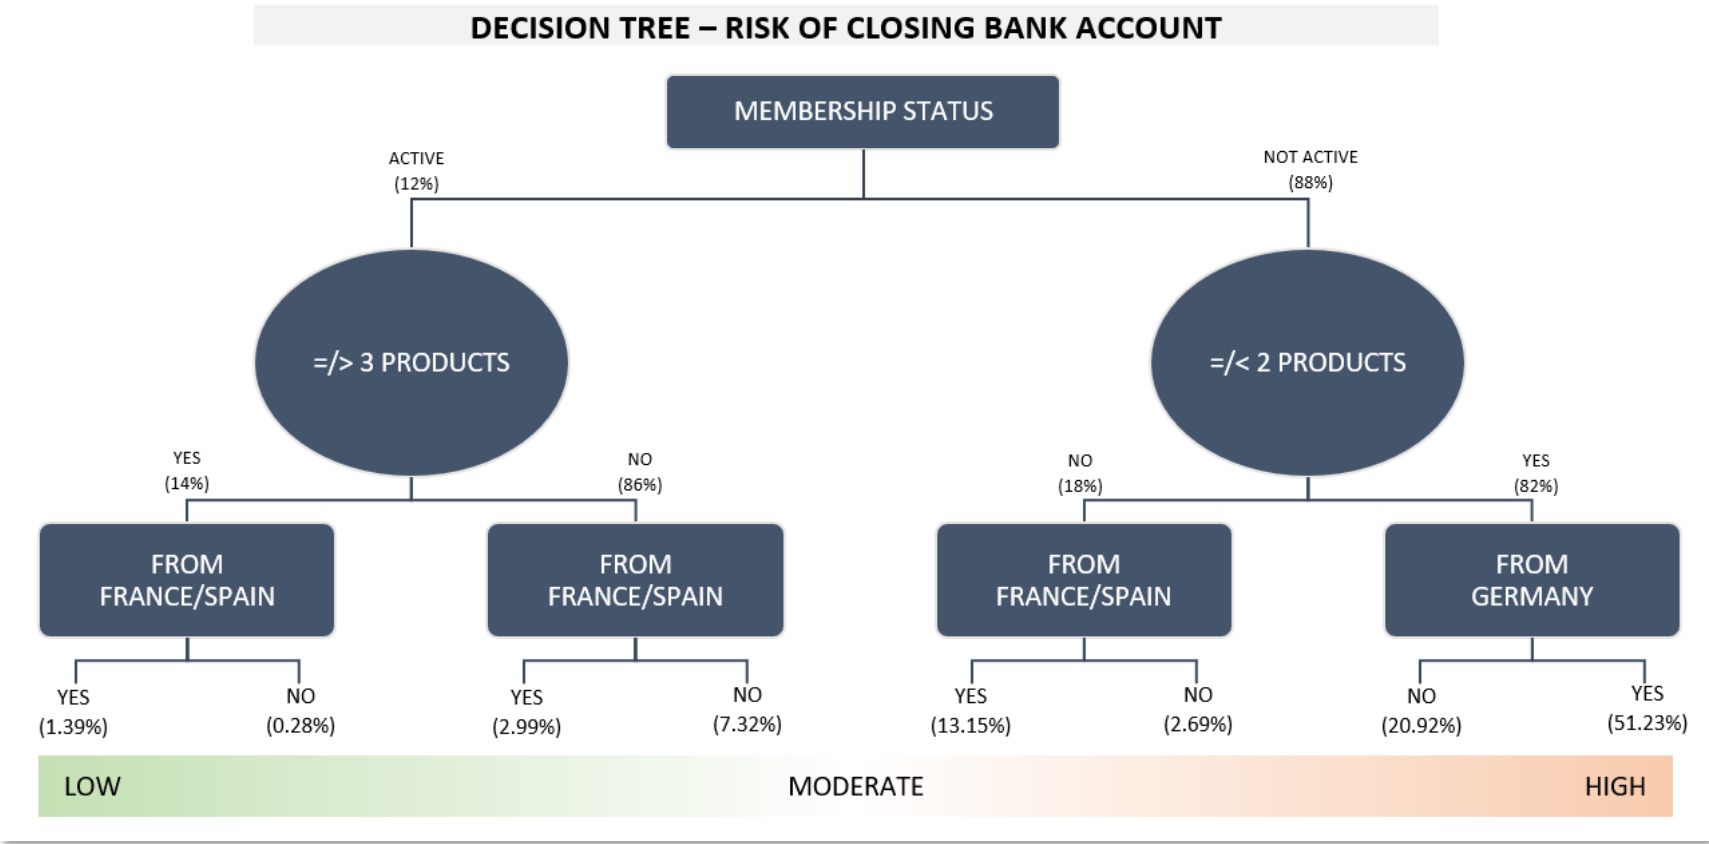 DECISION TREE – RISK OF CLOSING BANK ACCOUNT
MEMBERSHIP STATUS
ACTIVE
(12%)
NOT ACTIVE
(88%)
=/> 3 PRODUCTS
=/< 2 PRODUCTS
YES
(14%)
NO
(86%)
NO
(18%)
YES
(82%)
FROM
FRANCE/SPAIN
FROM
FRANCE/SPAIN
FROM
FRANCE/SPAIN
FROM
GERMANY
YES
(1.39%)
NO
(0.28%)
YES
(2.99%)
NO
(7.32%)
YES
(13.15%)
NO
(2.69%)
NO
(20.92%)
YES
(51.23%)
LOW
MODERATE
HIGH